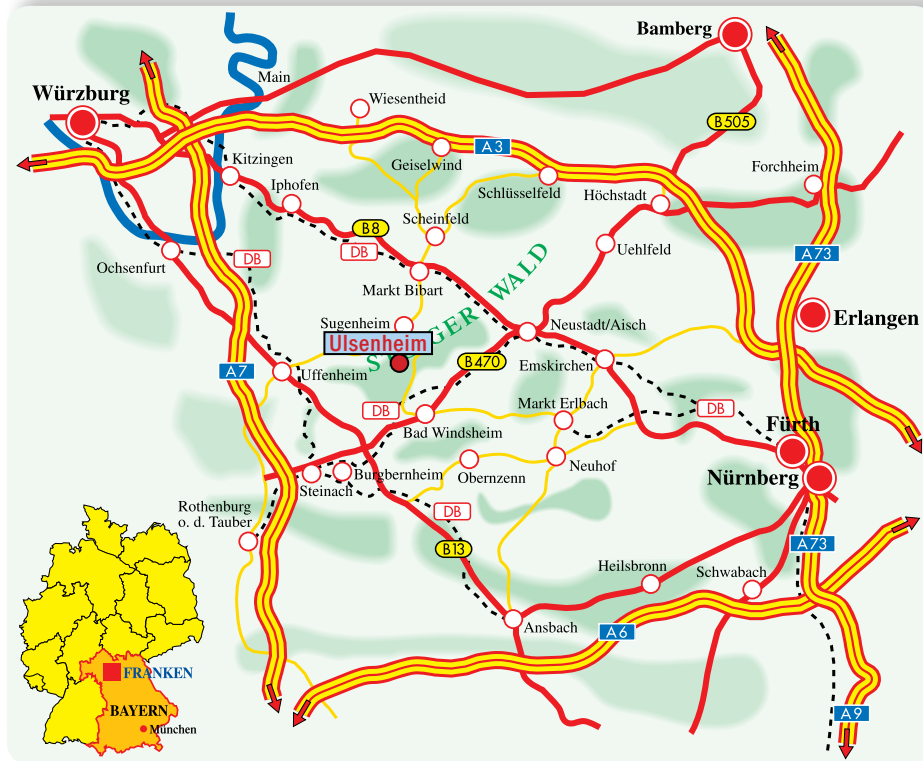 Bamberg
Main
Würzburg
Wiesentheid
B505
A3
Geiselwind
Kitzingen
Forchheim
Iphofen
Schlüsselfeld
Höchstadt
Scheinfeld
B8
DB
Uehlfeld
A73
DB
Ochsenfurt
Markt Bibart
STEIGER WALD
Sugenheim
Neustadt/Aisch
Erlangen
Ulsenheim
B470
Emskirchen
A7
Uffenheim
Markt Erlbach
DB
DB
Bad Windsheim
Fürth
Burgbernheim
Obernzenn
Neuhof
Nürnberg
Steinach
Rothenburg
o. d. Tauber
DB
B13
A73
Heilsbronn
Schwabach
Ansbach
A6
FRANKEN
BAYERN
München
A9